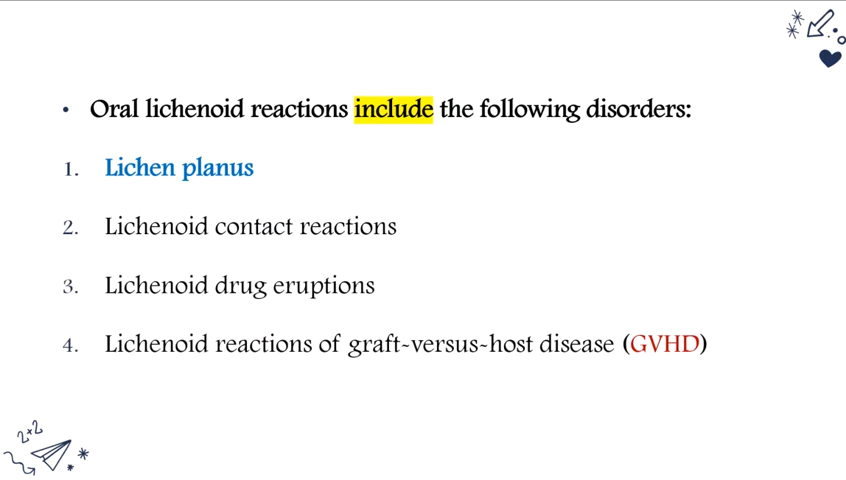 • Oral lichenoid reactions include the following disorders:
1. Lichen planus
2. Lichenoid contact reactions
3. Lichenoid drug eruptions
4. Lichenoid reactions of graft-versus-host disease (GVHD)
2×2